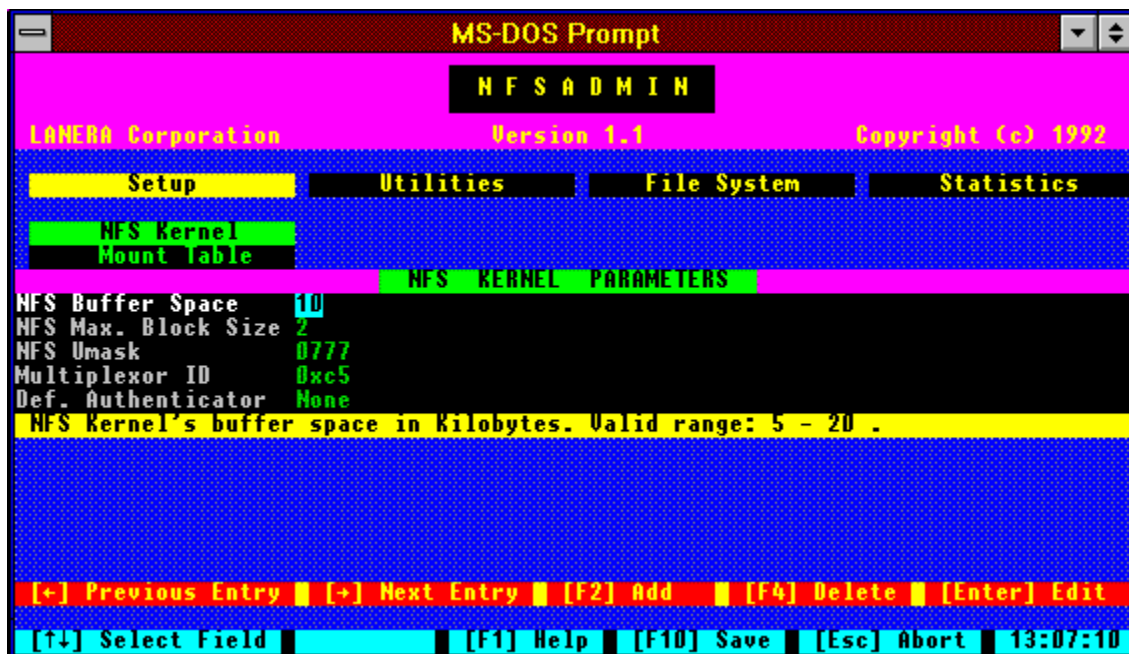 MS-DOS Prompt
N F S A D M I N
LANERA Corporation Version 1.1 Copyright (c) 1992
Setup Utilities File System Statistics
NFS Kernel
Mount Table
NFS KERNEL PARAMETERS
NFS Buffer Space 10
NFS Max. Block Size 2
NFS Umask 0777
Multiplexor ID 0xc5
Def. Authenticator None
NFS Kernel's buffer space in Kilobytes. Valid range: 5 - 20 .
[←] Previous Entry [→] Next Entry [F2] Add [F4] Delete [Enter] Edit
[↑↓] Select Field [F1] Help [F10] Save [Esc] Abort 13:07:10